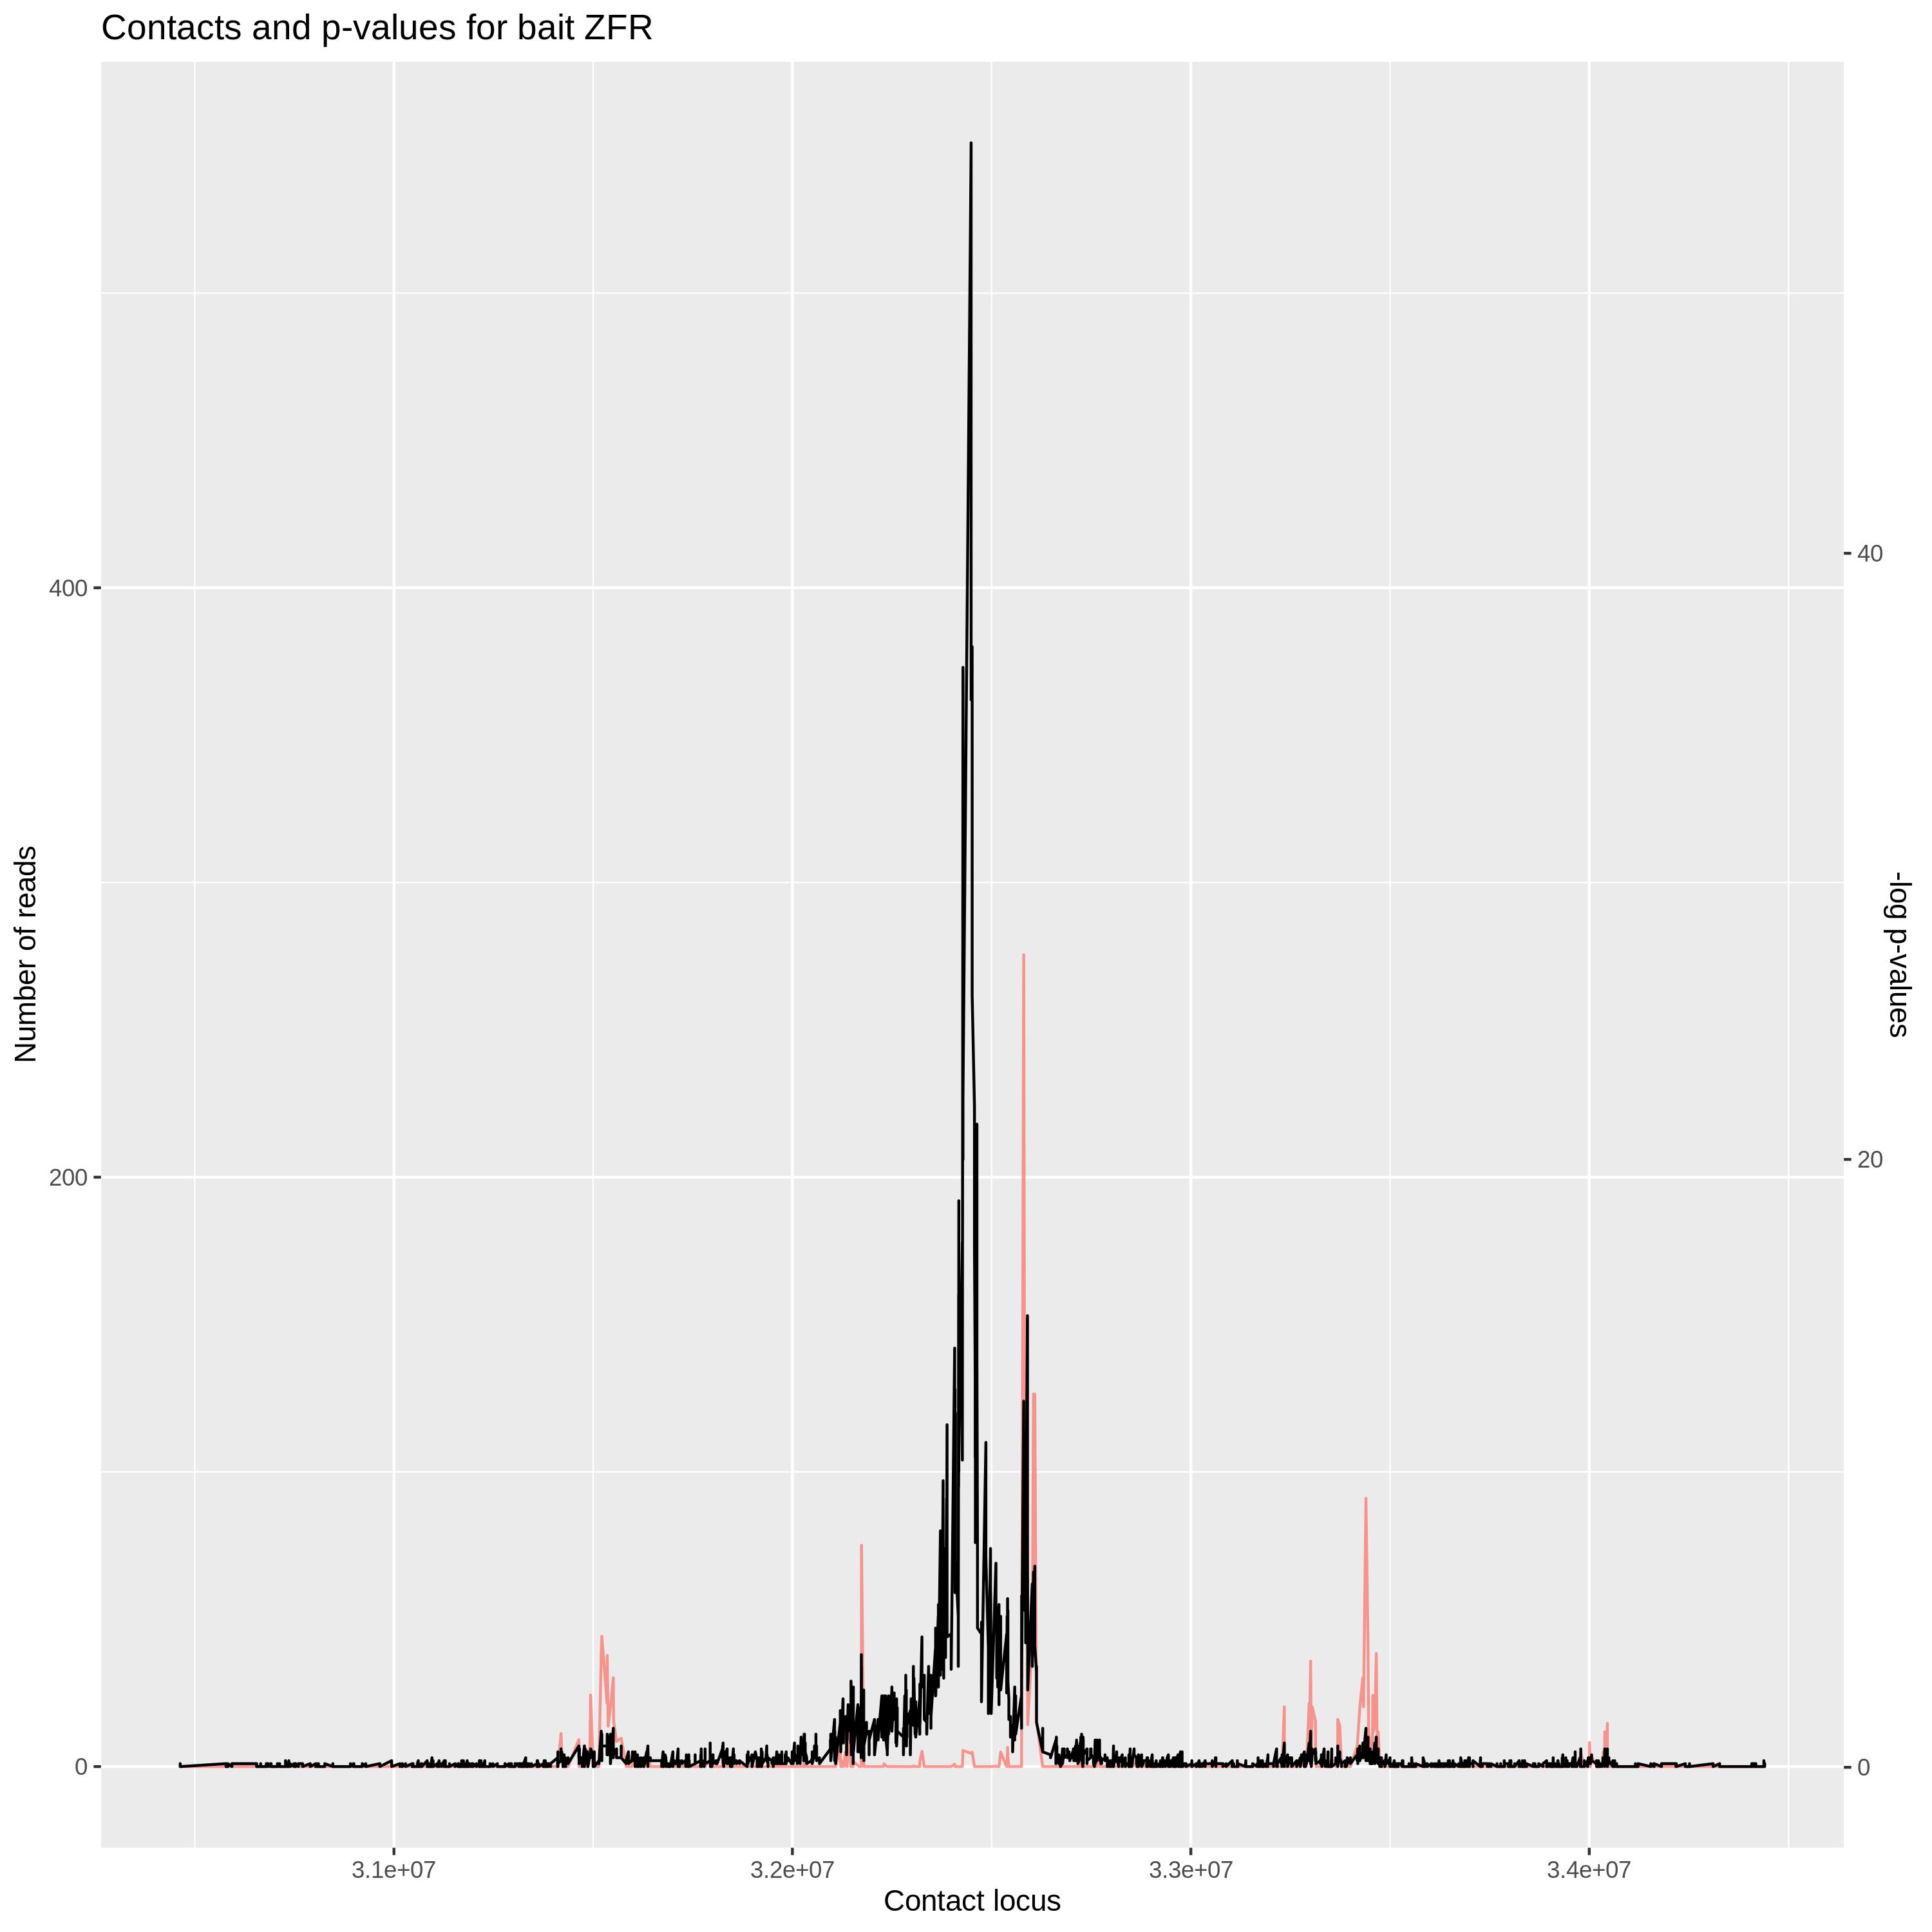 Contacts and p-values for bait ZFR
Number of reads
400
200
0
40
20
0
-log p-values
3.1e+07
3.2e+07
3.3e+07
3.4e+07
Contact locus